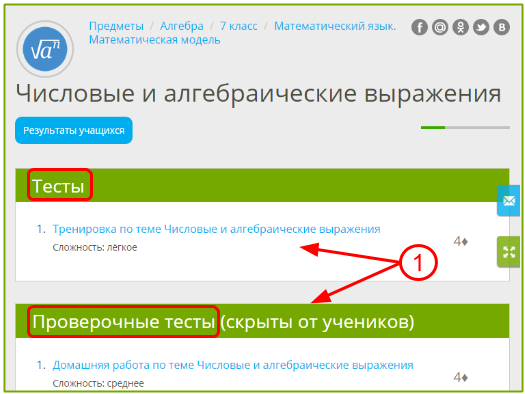 Предметы / Алгебра / 7 класс / Математический язык.
Математическая модель
√aⁿ
Числовые и алгебраические выражения
Результаты учащихся
Тесты
1. Тренировка по теме Числовые и алгебраические выражения
Сложность: лёгкое
4♦
1
Проверочные тесты (скрыты от учеников)
1. Домашняя работа по теме Числовые и алгебраические выражения
Сложность: среднее
4♦